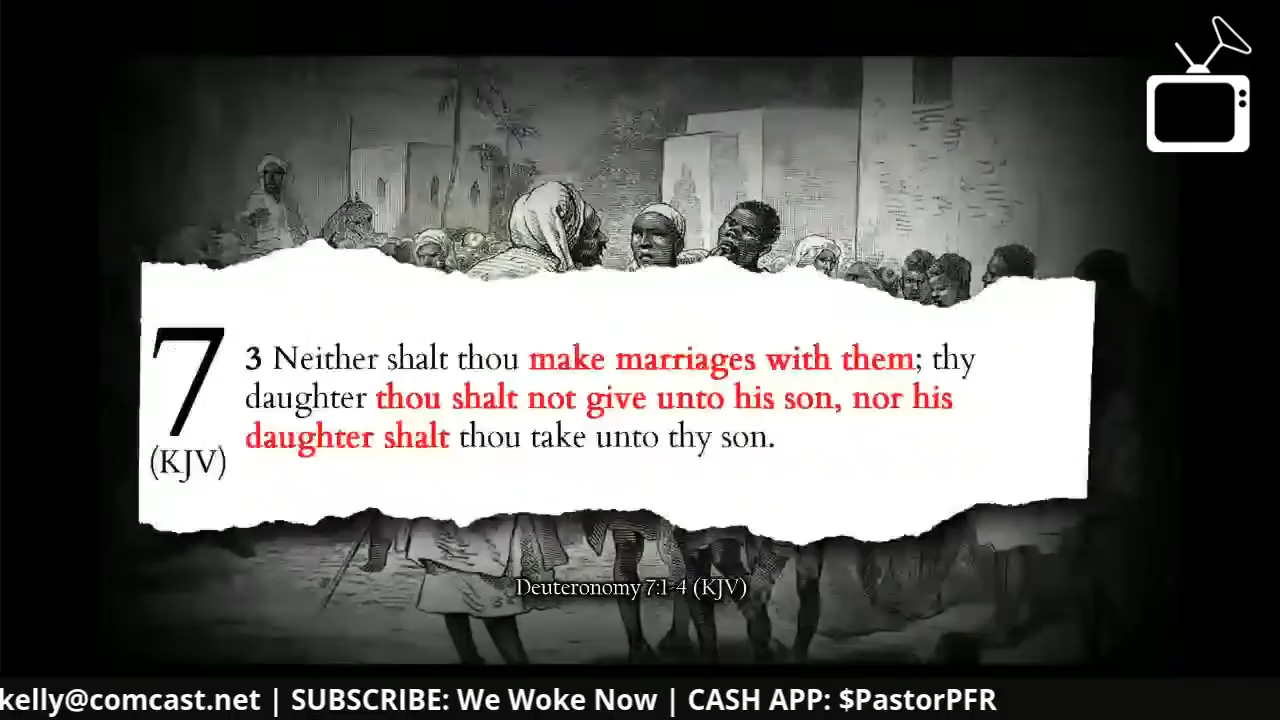 7
(KJV)
3 Neither shalt thou make marriages with them; thy
daughter thou shalt not give unto his son, nor his
daughter shalt thou take unto thy son.
Deuteronomy 7:1-4 (KJV)
kelly@comcast.net | SUBSCRIBE: We Woke Now | CASH APP: $PastorPFR